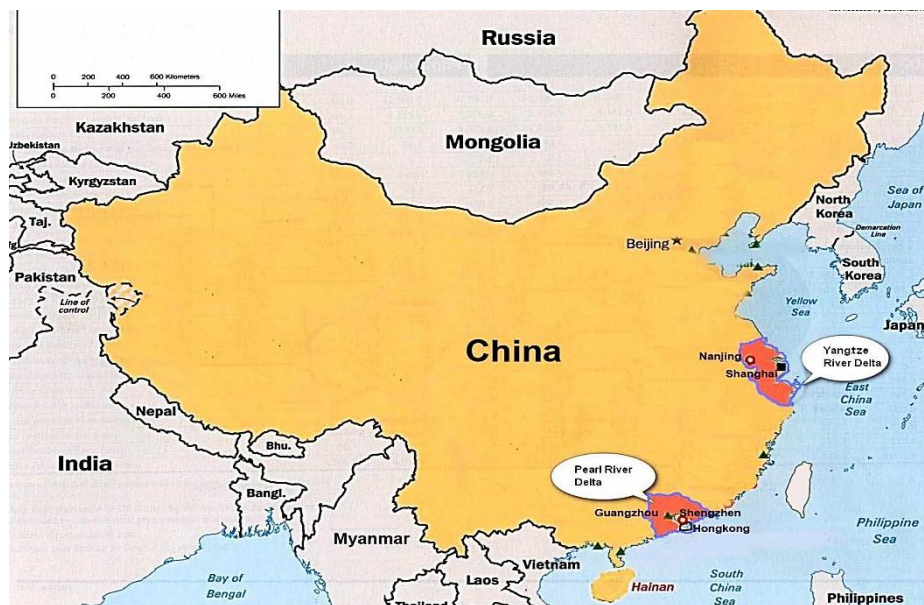 Russia
0 200 400 600 Kilometers
0 200 400 600 Miles
Kazakhstan
Mongolia
Uzbekistan
Kyrgyzstan
Taj.
Sea of
Japan
North
Korea
Demarcation
Line
Beijing
South
Korea
Pakistan
Line of
control
Yellow
Sea
Japan
China
Nanjing
Shanghai
Yangtze
River Delta
East
China
Sea
Nepal
Bhu.
India
Pearl River
Delta
Bangl.
Guangzhou
Shengzhen
Hongkong
Myanmar
Philippine
Sea
Vietnam
Laos
Hainan
Bay of
Bengal
South
China
Sea
Philippines
Thailand